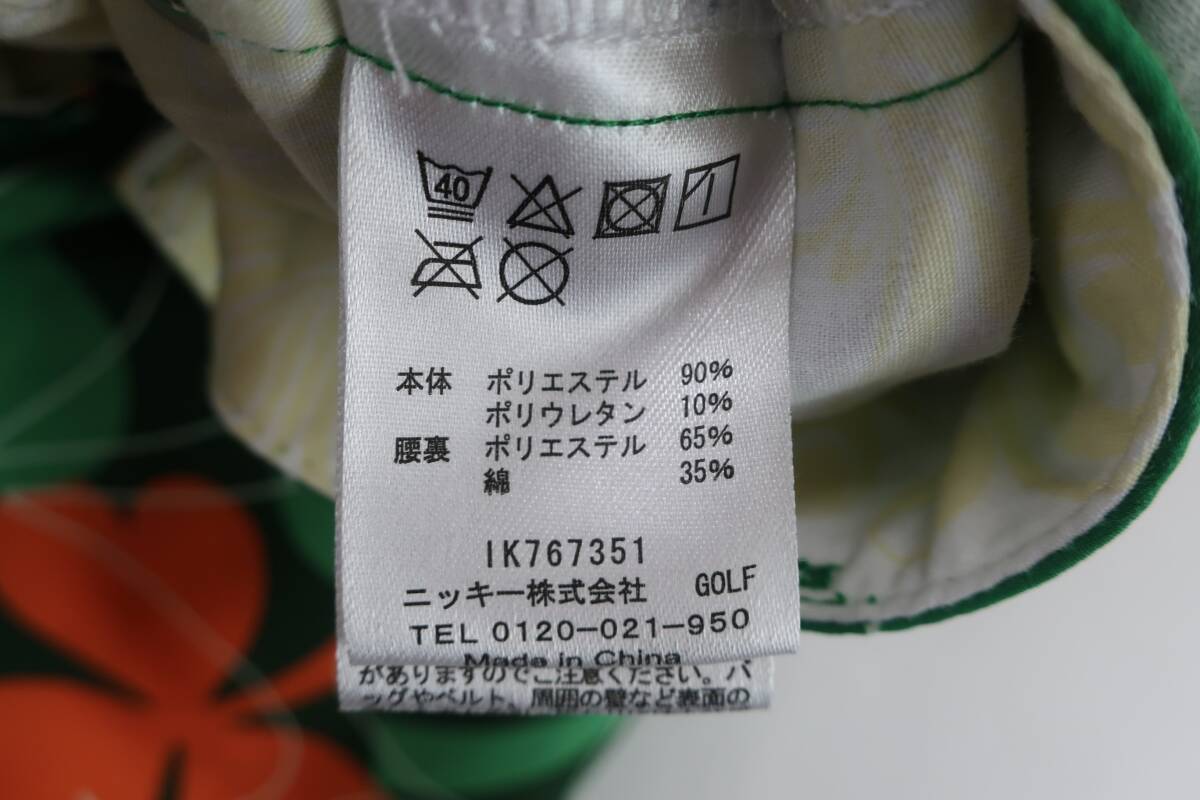 40
本体 ポリエステル 90%
ポリウレタン 10%
腰裏 ポリエステル 65%
綿 35%
IK767351
ニッキー株式会社 GOLF
TEL 0120-021-950
Made in China
がありますのでご注意ください。バ
ッグやベルト、周囲の壁など表面の